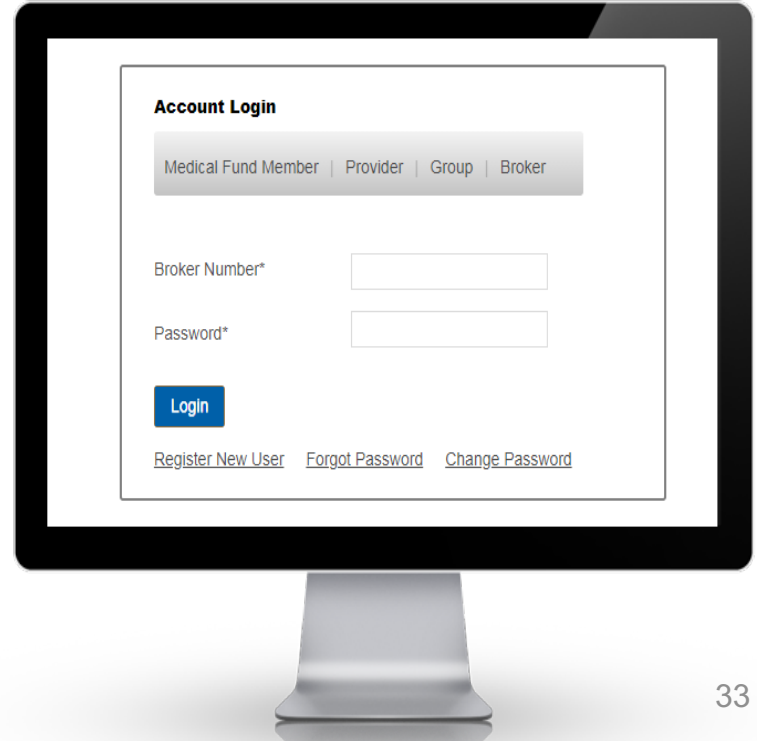 Account Login
Medical Fund Member | Provider | Group | Broker
Broker Number*
Password*
Login
Register New User Forgot Password Change Password
33